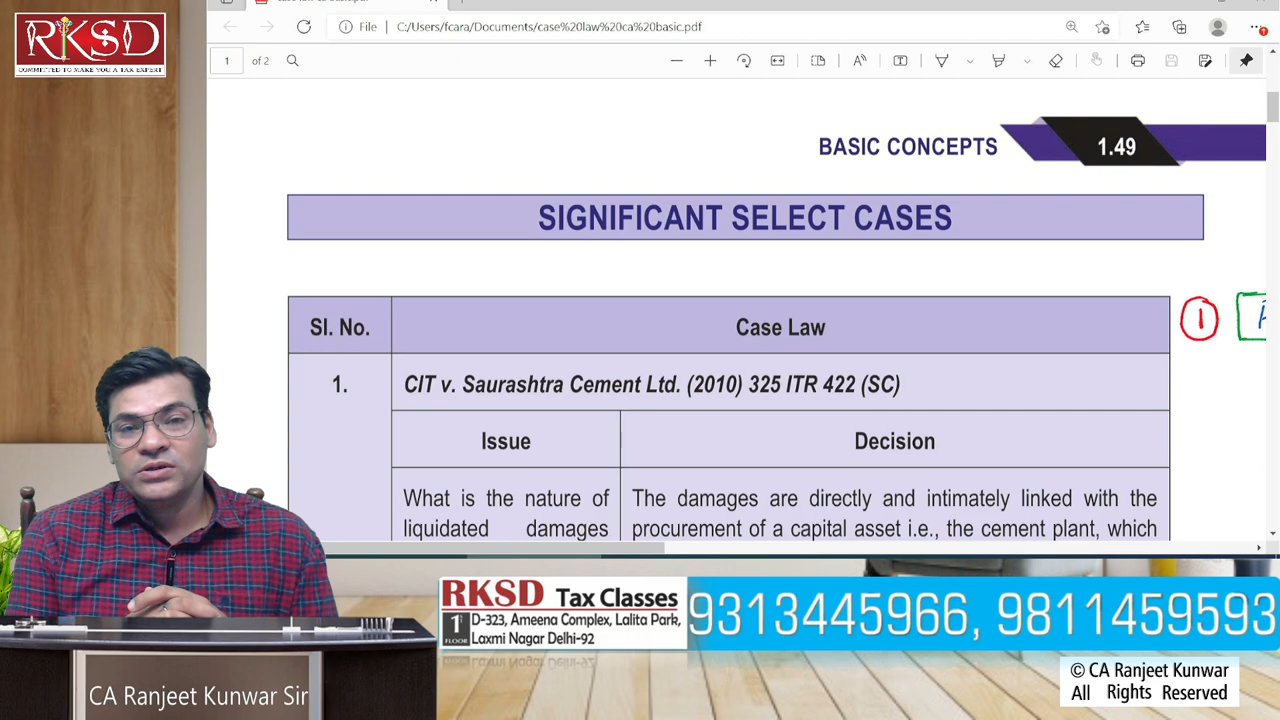 RKSD
COMMITTED TO MAKE YOU A TAX EXPERT
File C:/Users/fcara/Documents/case%20law%20ca%20basic.pdf
1 of 2
BASIC CONCEPTS 1.49
SIGNIFICANT SELECT CASES
Sl. No. Case Law
1
1. CIT v. Saurashtra Cement Ltd. (2010) 325 ITR 422 (SC)
Issue Decision
What is the nature of
liquidated damages
The damages are directly and intimately linked with the
procurement of a capital asset i.e., the cement plant, which
RKSD Tax Classes
1st FLOOR
D-323, Ameena Complex, Lalita Park,
Laxmi Nagar Delhi-92
9313445966, 9811459593
CA Ranjeet Kunwar Sir
© CA Ranjeet Kunwar
All Rights Reserved